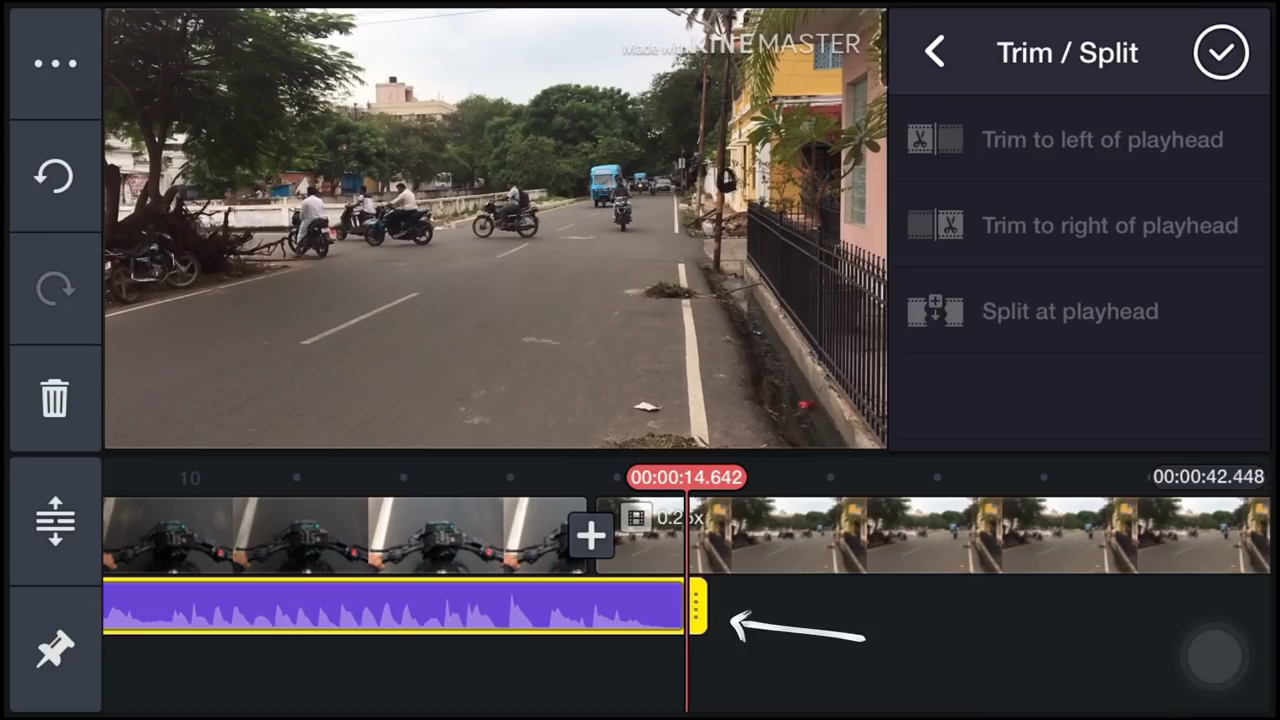 Made with KINEMASTER
Trim / Split
Trim to left of playhead
Trim to right of playhead
Split at playhead
10
00:00:14.642
00:00:42.448
0.25x